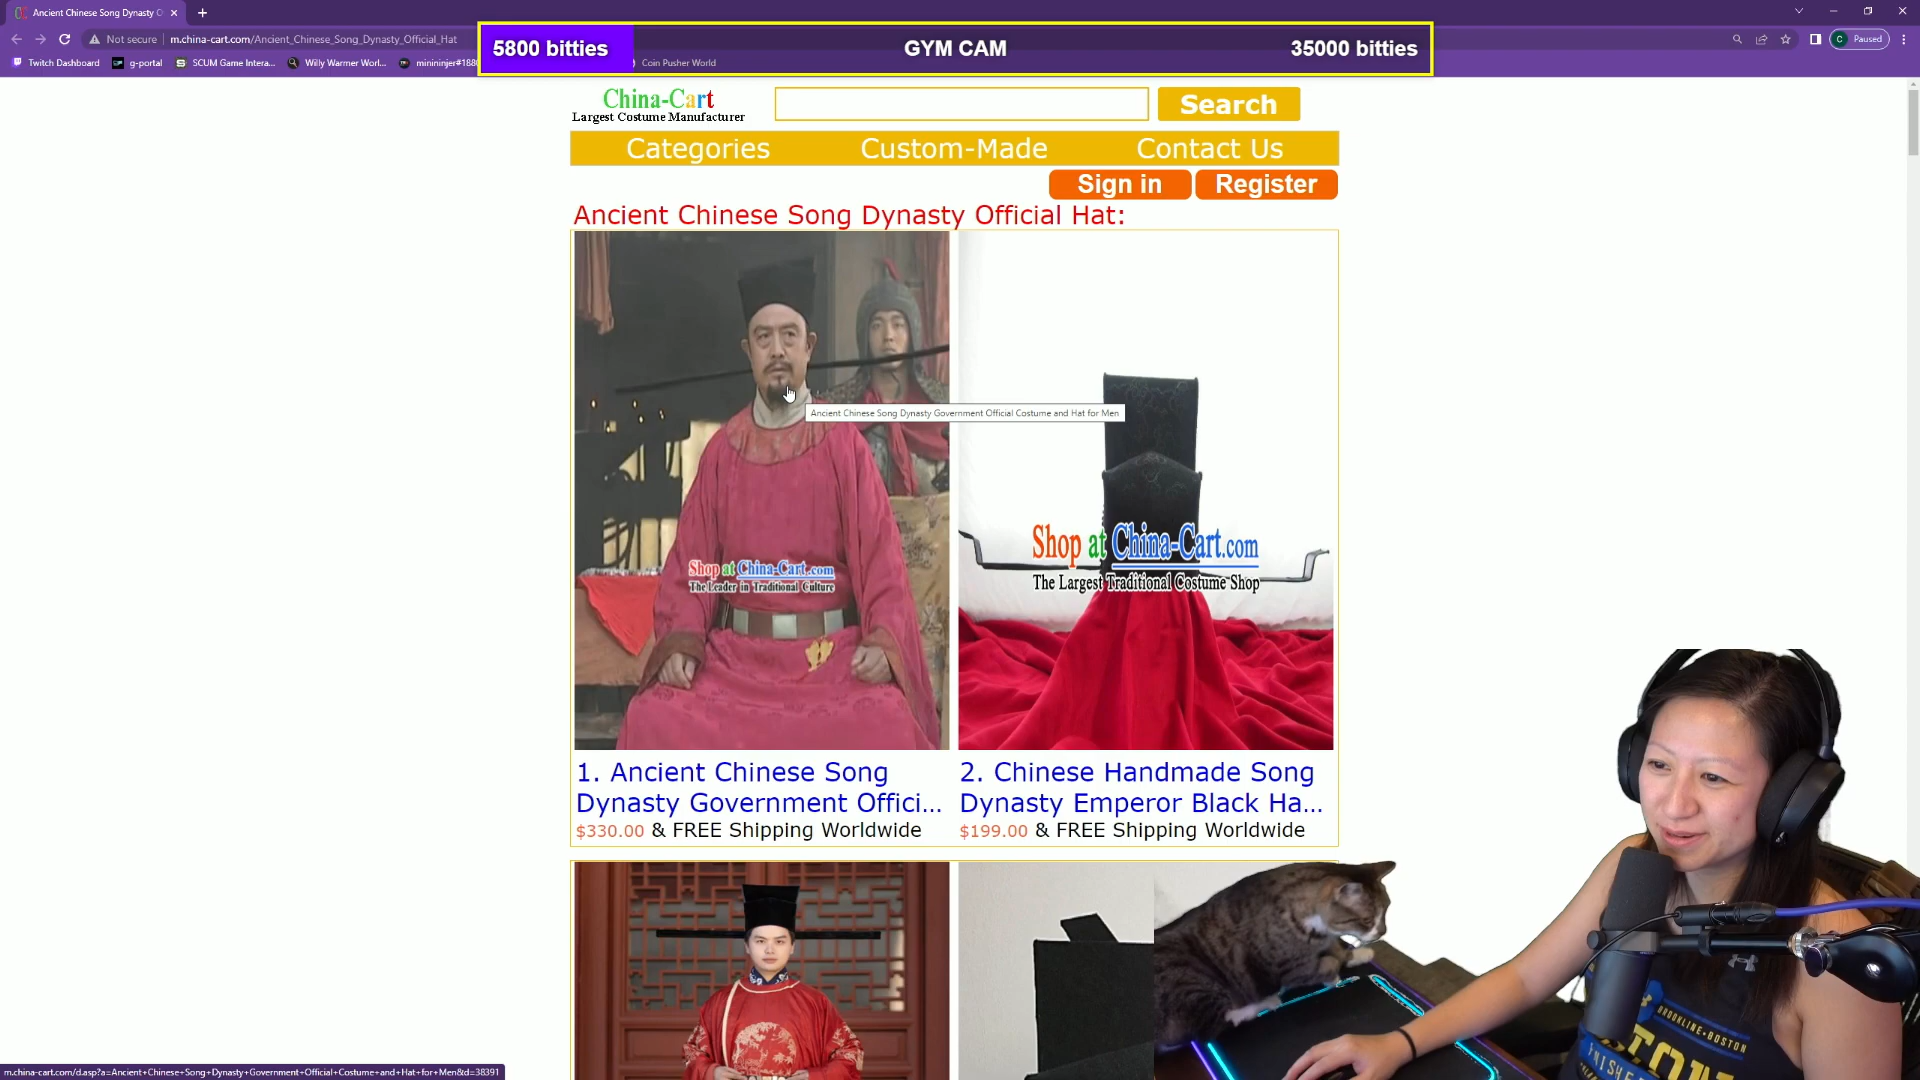 Ancient Chinese Song Dynasty O
Not secure
m.china-cart.com/Ancient_Chinese_Song_Dynasty_Official_Hat
C
Paused
Twitch Dashboard
g-portal
SCUM Game Intera...
Willy Warmer Worl...
Coin Pusher World
5800 bitties
GYM CAM
35000 bitties
China-Cart
Largest Costume Manufacturer
Search
Categories
Custom-Made
Contact Us
Sign in
Register
Ancient Chinese Song Dynasty Official Hat:
Ancient Chinese Song Dynasty Government Official Costume and Hat for Men
Shop at China-Cart.com
The Leader in Traditional Culture
Shop at China-Cart.com
The Largest Traditional Costume Shop
1. Ancient Chinese Song
Dynasty Government Offici...
$330.00 & FREE Shipping Worldwide
2. Chinese Handmade Song
Dynasty Emperor Black Ha...
$199.00 & FREE Shipping Worldwide
BROOKLINE • BOSTON
m.china-cart.com/d.asp?a=Ancient+Chinese+Song+Dynasty+Government+Official+Costume+and+Hat+for+Men&d=38391